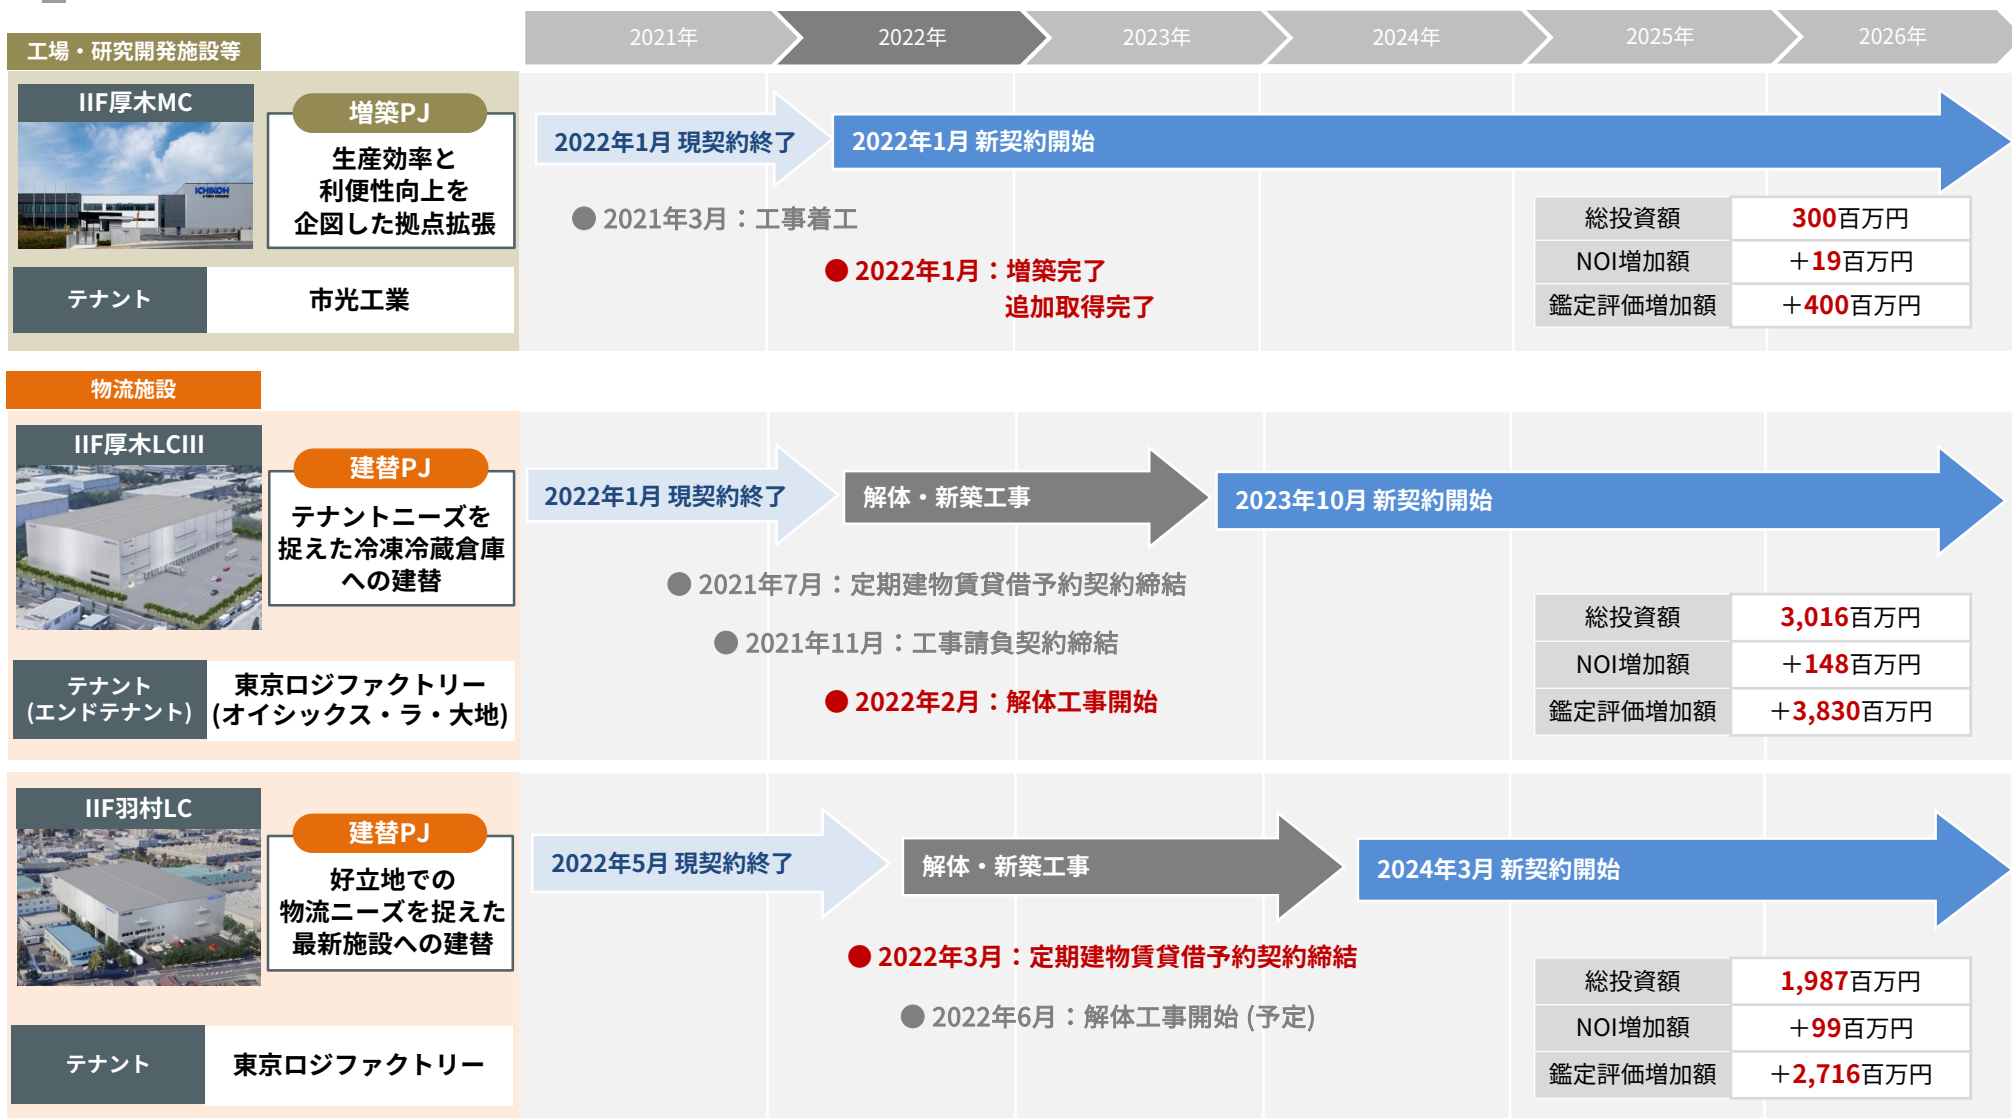 2021年
2022年
2023年
2024年
2025年
2026年
工場・研究開発施設等
IIF厚木MC
ICHIKOH
増築PJ
生産効率と
利便性向上を
企図した拠点拡張
テナント
市光工業
2022年1月 現契約終了
2022年1月 新契約開始
● 2021年3月：工事着工
● 2022年1月：増築完了
追加取得完了
総投資額 300百万円
NOI増加額 ＋19百万円
鑑定評価増加額 ＋400百万円
物流施設
IIF厚木LCIII
建替PJ
テナントニーズを
捉えた冷凍冷蔵倉庫
への建替
テナント
(エンドテナント)
東京ロジファクトリー
(オイシックス・ラ・大地)
2022年1月 現契約終了
解体・新築工事
2023年10月 新契約開始
● 2021年7月：定期建物賃貸借予約契約締結
● 2021年11月：工事請負契約締結
● 2022年2月：解体工事開始
総投資額 3,016百万円
NOI増加額 ＋148百万円
鑑定評価増加額 ＋3,830百万円
IIF羽村LC
建替PJ
好立地での
物流ニーズを捉えた
最新施設への建替
テナント
東京ロジファクトリー
2022年5月 現契約終了
解体・新築工事
2024年3月 新契約開始
● 2022年3月：定期建物賃貸借予約契約締結
● 2022年6月：解体工事開始 (予定)
総投資額 1,987百万円
NOI増加額 ＋99百万円
鑑定評価増加額 ＋2,716百万円